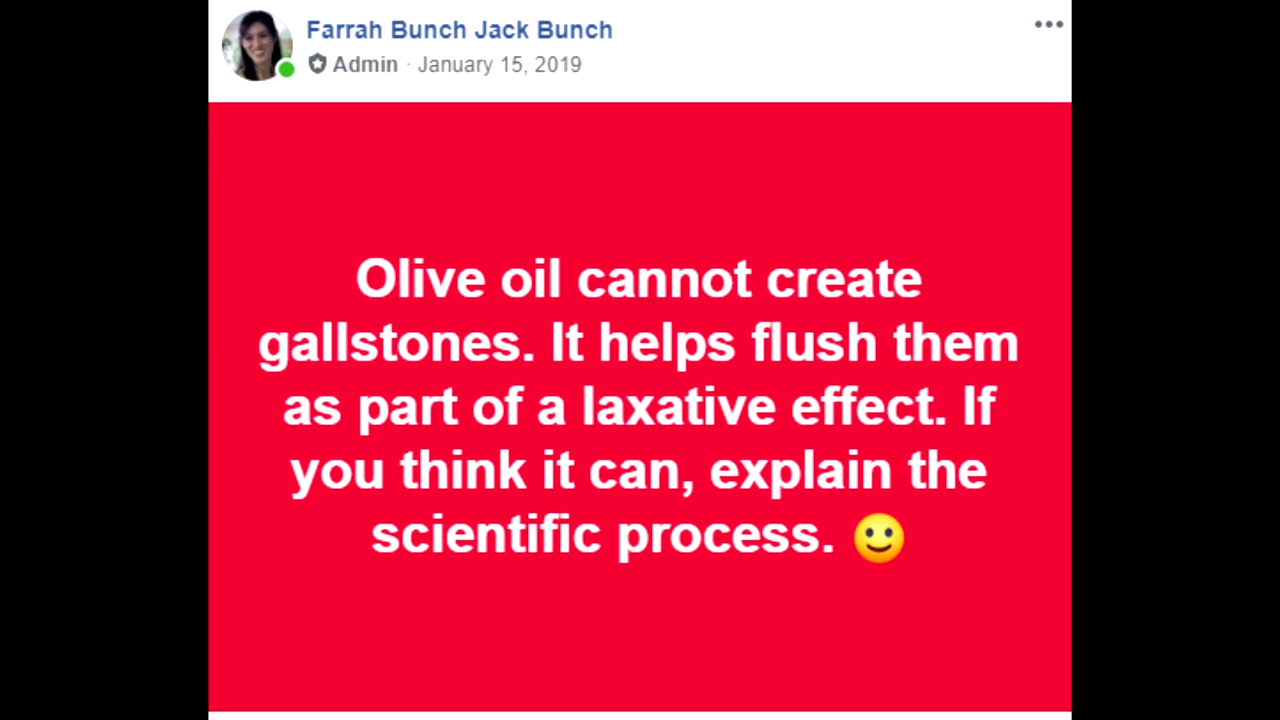 Farrah Bunch Jack Bunch
Admin · January 15, 2019
Olive oil cannot create
gallstones. It helps flush them
as part of a laxative effect. If
you think it can, explain the
scientific process. 🙂